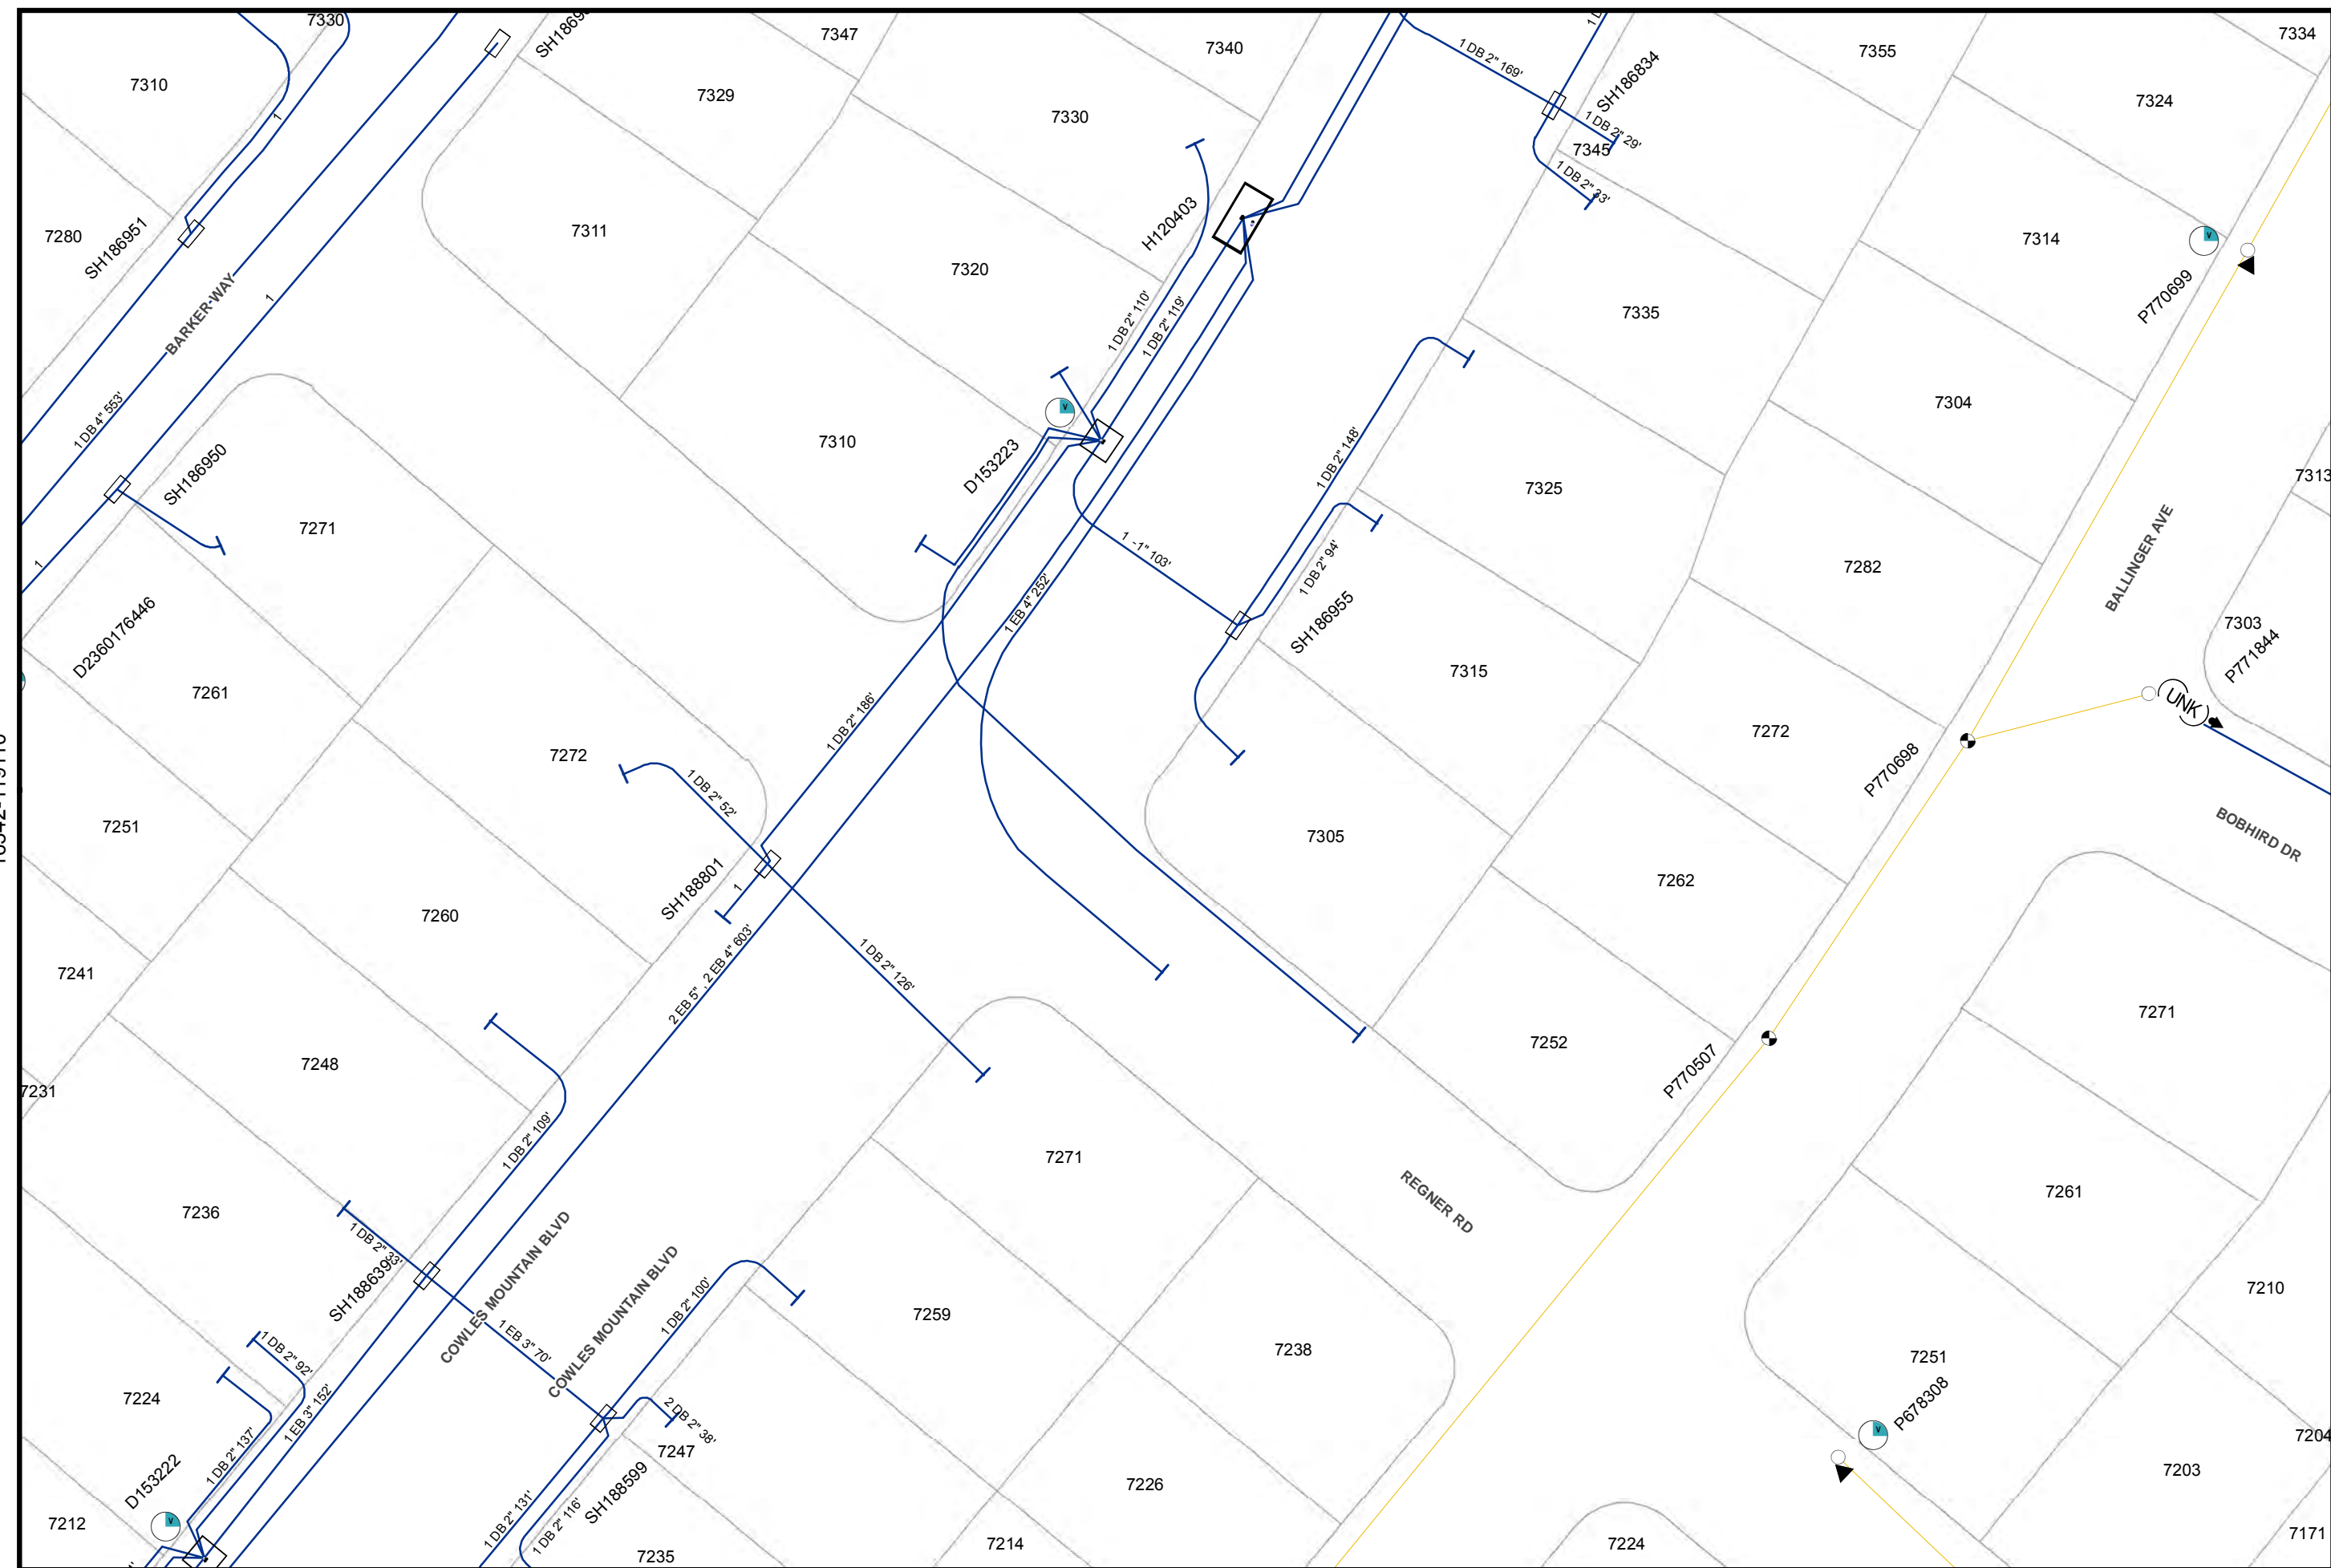 7330
7347
7340
7355
7334
SH1869
1 DB 2" 169'
SH186834
7310
7329
7330
7324
1
1 DB 2" 29'
7345
1 DB 2" 33'
7280
SH186951
7311
H120403
7314
7320
P770699
BARKER WAY
1
1 DB 2" 110'
1 DB 2" 119'
7335
1 DB 4" 553'
V
7304
7310
D153223
1 DB 2" 148'
SH186950
7325
7313
7271
1 -1" 103'
1 DB 2" 94'
BALLINGER AVE
7282
1
1 EB 4" 252'
SH186955
7303
P771844
D2360176446
7261
7315
UNK
1 DB 2" 186'
7272
7272
P770698
1 DB 2" 52'
7251
7305
BOBHIRD DR
SH188801
1
7262
7260
7241
2 EB 5" , 2 EB 4" 603'
1 DB 2" 126'
7271
7252
7248
P770507
7231
1 DB 2" 109'
7271
7236
REGNER RD
7261
1 DB 2" 33'
SH188639
COWLES MOUNTAIN BLVD
COWLES MOUNTAIN BLVD
7210
1 DB 2" 100'
7259
1 EB 3" 70'
7238
1 DB 2" 92'
7224
1 EB 3" 152'
7251
P678308
2 DB 2" 38'
7247
1 DB 2" 137'
7204
D153222
SH188599
7226
7203
1 DB 2" 131'
1 DB 2" 116'
V
7212
7235
7214
7224
7171